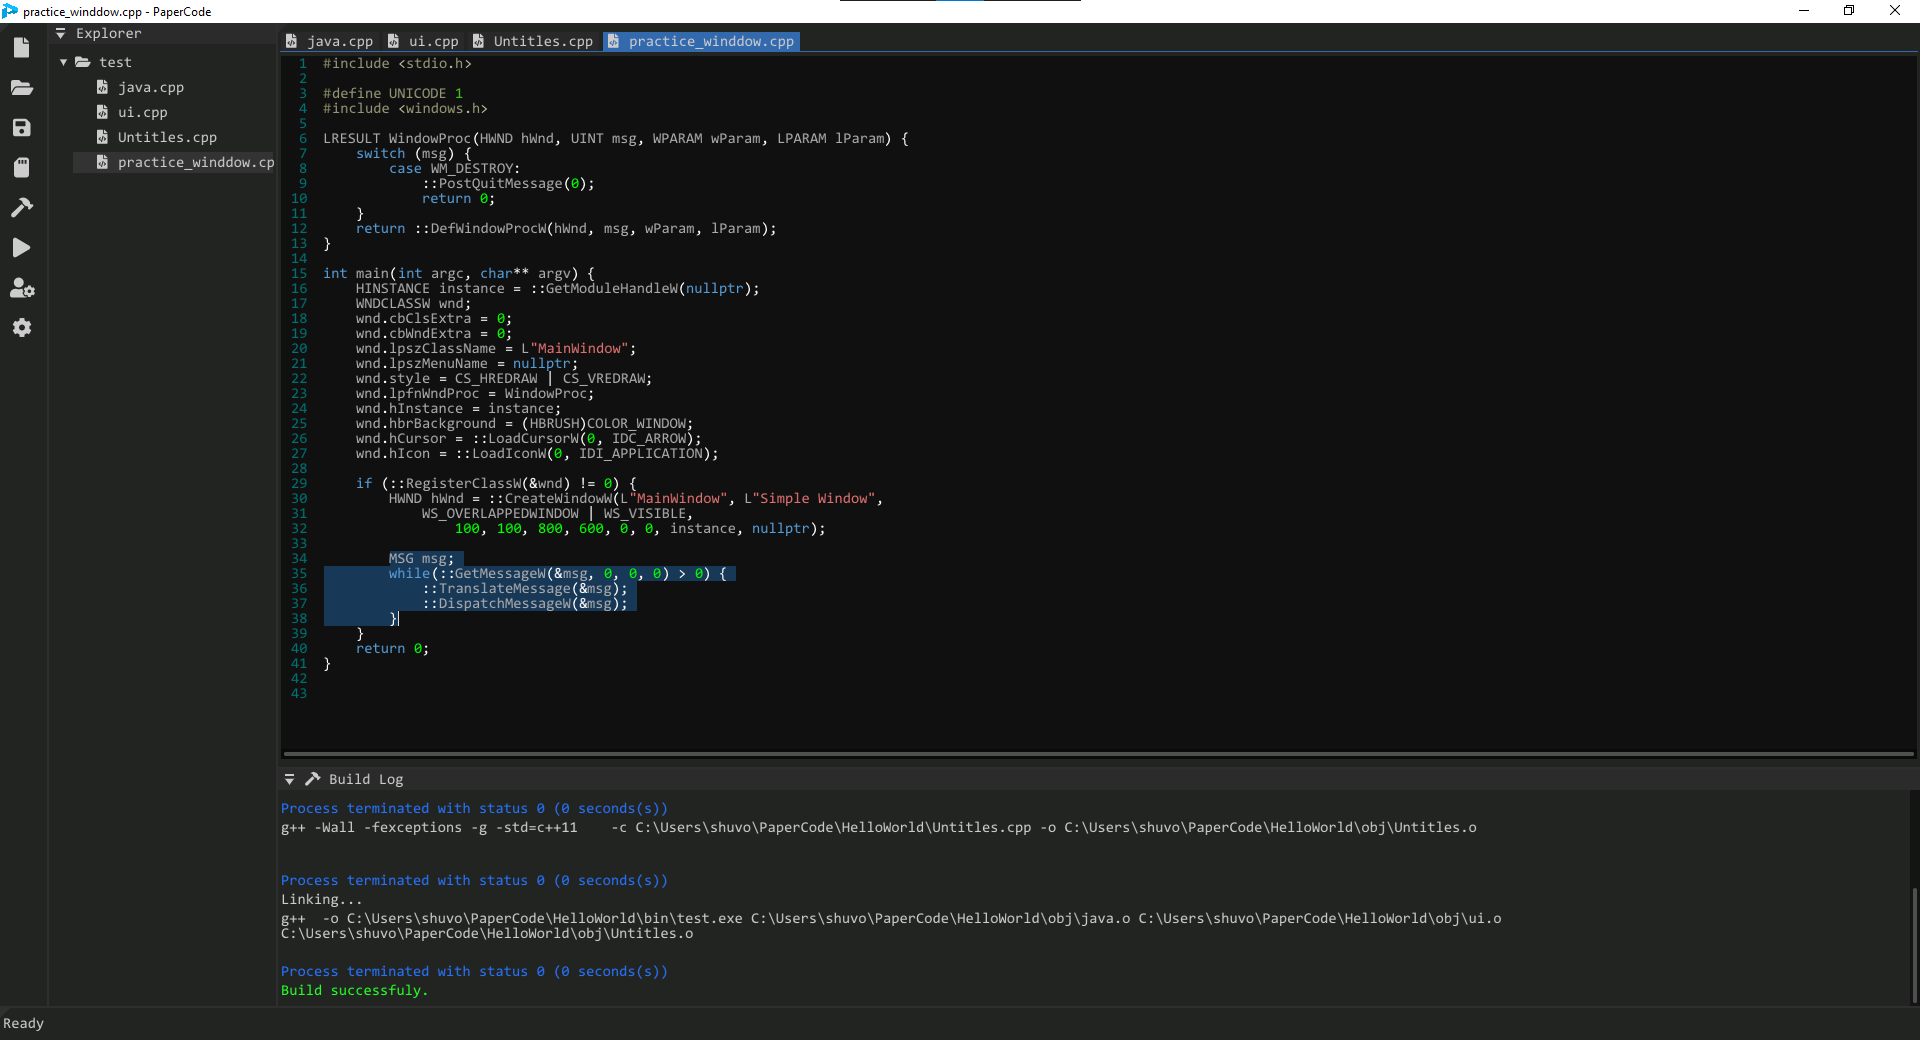 practice_winddow.cpp - PaperCode
Explorer
test
java.cpp
ui.cpp
Untitles.cpp
practice_winddow.cp
java.cpp ui.cpp Untitles.cpp practice_winddow.cpp
1 #include <stdio.h>
2
3 #define UNICODE 1
4 #include <windows.h>
5
6 LRESULT WindowProc(HWND hWnd, UINT msg, WPARAM wParam, LPARAM lParam) {
7     switch (msg) {
8         case WM_DESTROY:
9             ::PostQuitMessage(0);
10             return 0;
11     }
12     return ::DefWindowProcW(hWnd, msg, wParam, lParam);
13 }
14
15 int main(int argc, char** argv) {
16     HINSTANCE instance = ::GetModuleHandleW(nullptr);
17     WNDCLASSW wnd;
18     wnd.cbClsExtra = 0;
19     wnd.cbWndExtra = 0;
20     wnd.lpszClassName = L"MainWindow";
21     wnd.lpszMenuName = nullptr;
22     wnd.style = CS_HREDRAW | CS_VREDRAW;
23     wnd.lpfnWndProc = WindowProc;
24     wnd.hInstance = instance;
25     wnd.hbrBackground = (HBRUSH)COLOR_WINDOW;
26     wnd.hCursor = ::LoadCursorW(0, IDC_ARROW);
27     wnd.hIcon = ::LoadIconW(0, IDI_APPLICATION);
28
29     if (::RegisterClassW(&wnd) != 0) {
30         HWND hWnd = ::CreateWindowW(L"MainWindow", L"Simple Window",
31             WS_OVERLAPPEDWINDOW | WS_VISIBLE,
32                 100, 100, 800, 600, 0, 0, instance, nullptr);
33
34         MSG msg;
35         while(::GetMessageW(&msg, 0, 0, 0) > 0) {
36             ::TranslateMessage(&msg);
37             ::DispatchMessageW(&msg);
38         }
39     }
40     return 0;
41 }
42
43
Build Log
Process terminated with status 0 (0 seconds(s))
g++ -Wall -fexceptions -g -std=c++11    -c C:\Users\shuvo\PaperCode\HelloWorld\Untitles.cpp -o C:\Users\shuvo\PaperCode\HelloWorld\obj\Untitles.o
Process terminated with status 0 (0 seconds(s))
Linking...
g++  -o C:\Users\shuvo\PaperCode\HelloWorld\bin\test.exe C:\Users\shuvo\PaperCode\HelloWorld\obj\java.o C:\Users\shuvo\PaperCode\HelloWorld\obj\ui.o
C:\Users\shuvo\PaperCode\HelloWorld\obj\Untitles.o
Process terminated with status 0 (0 seconds(s))
Build successfuly.
Ready